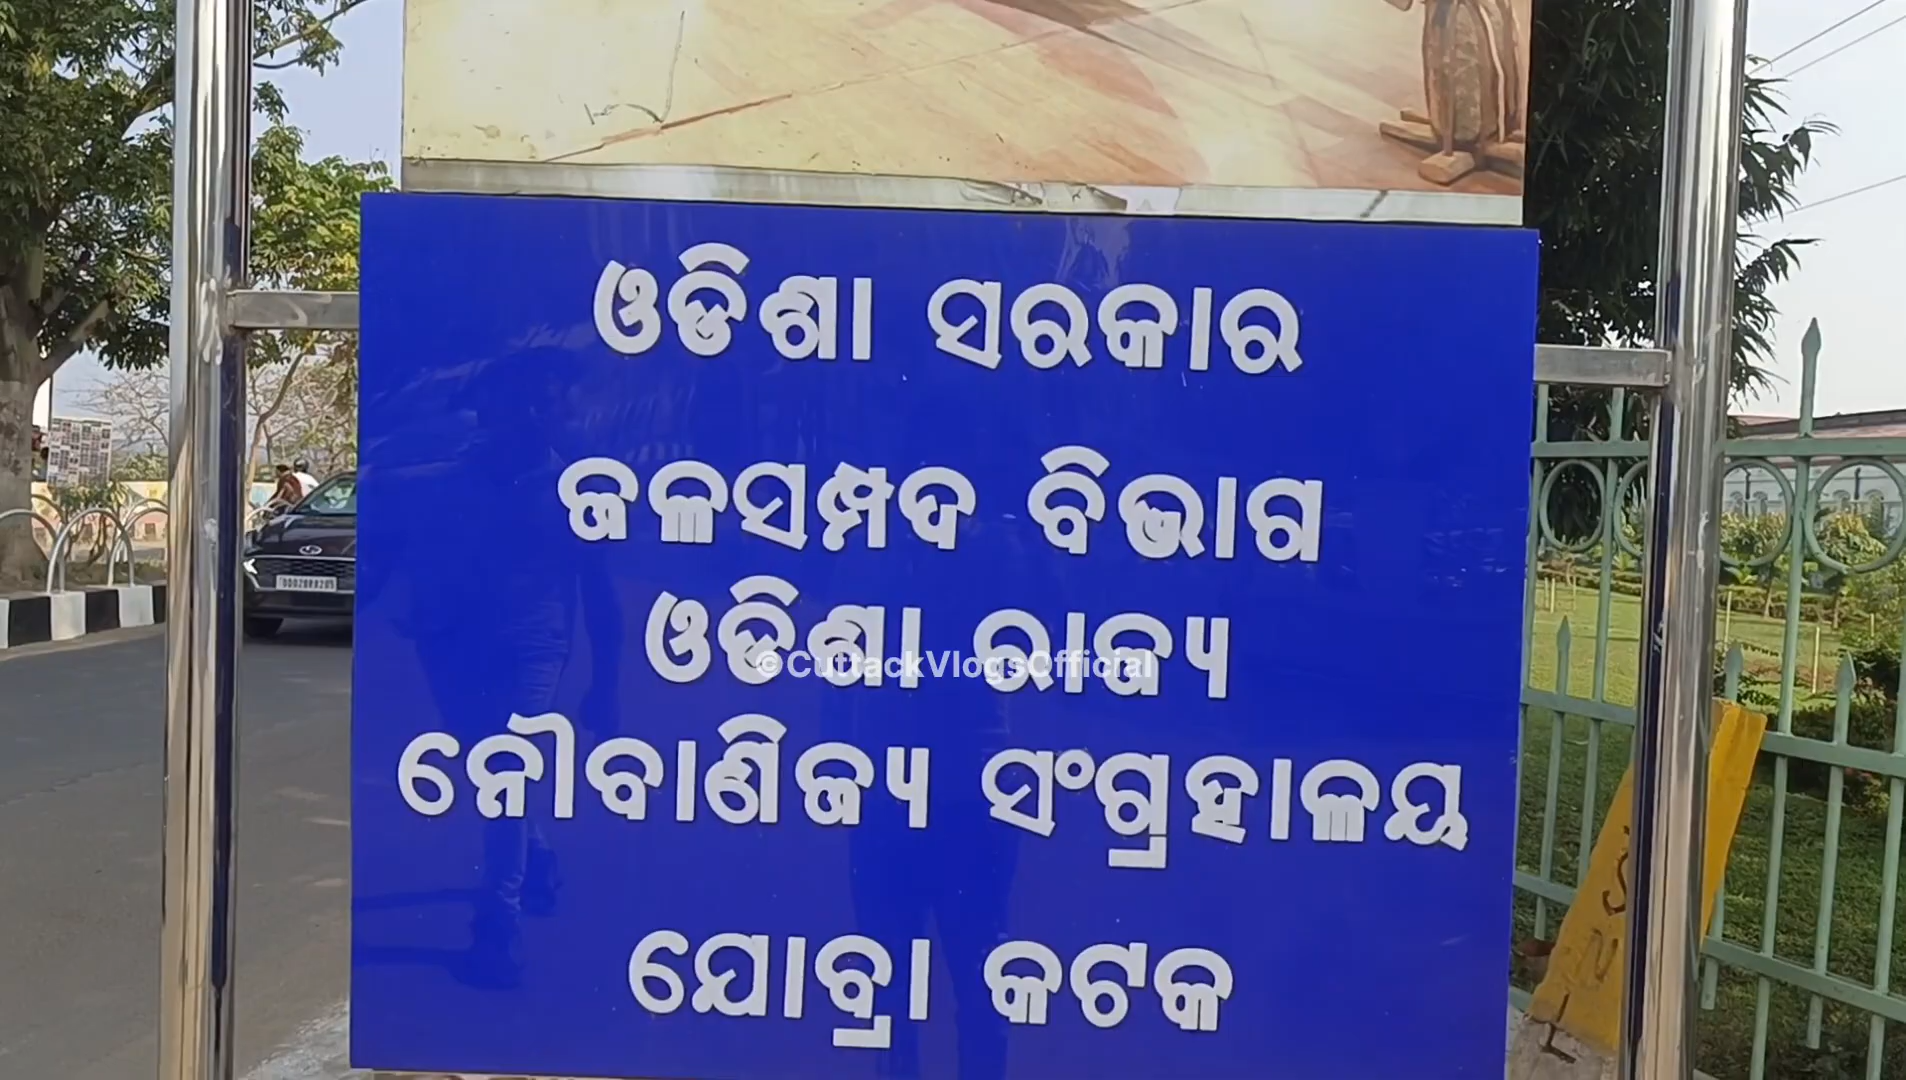 ଓଡିଶା ସରକାର
ଜଳସମ୍ପଦ ବିଭାଗ
ଓଡିଶା ରାଜ୍ୟ
©CuttackVlogsOfficial
ନୌବାଣିଜ୍ୟ ସଂଗ୍ରହାଳୟ
ଯୋବ୍ରା କଟକ